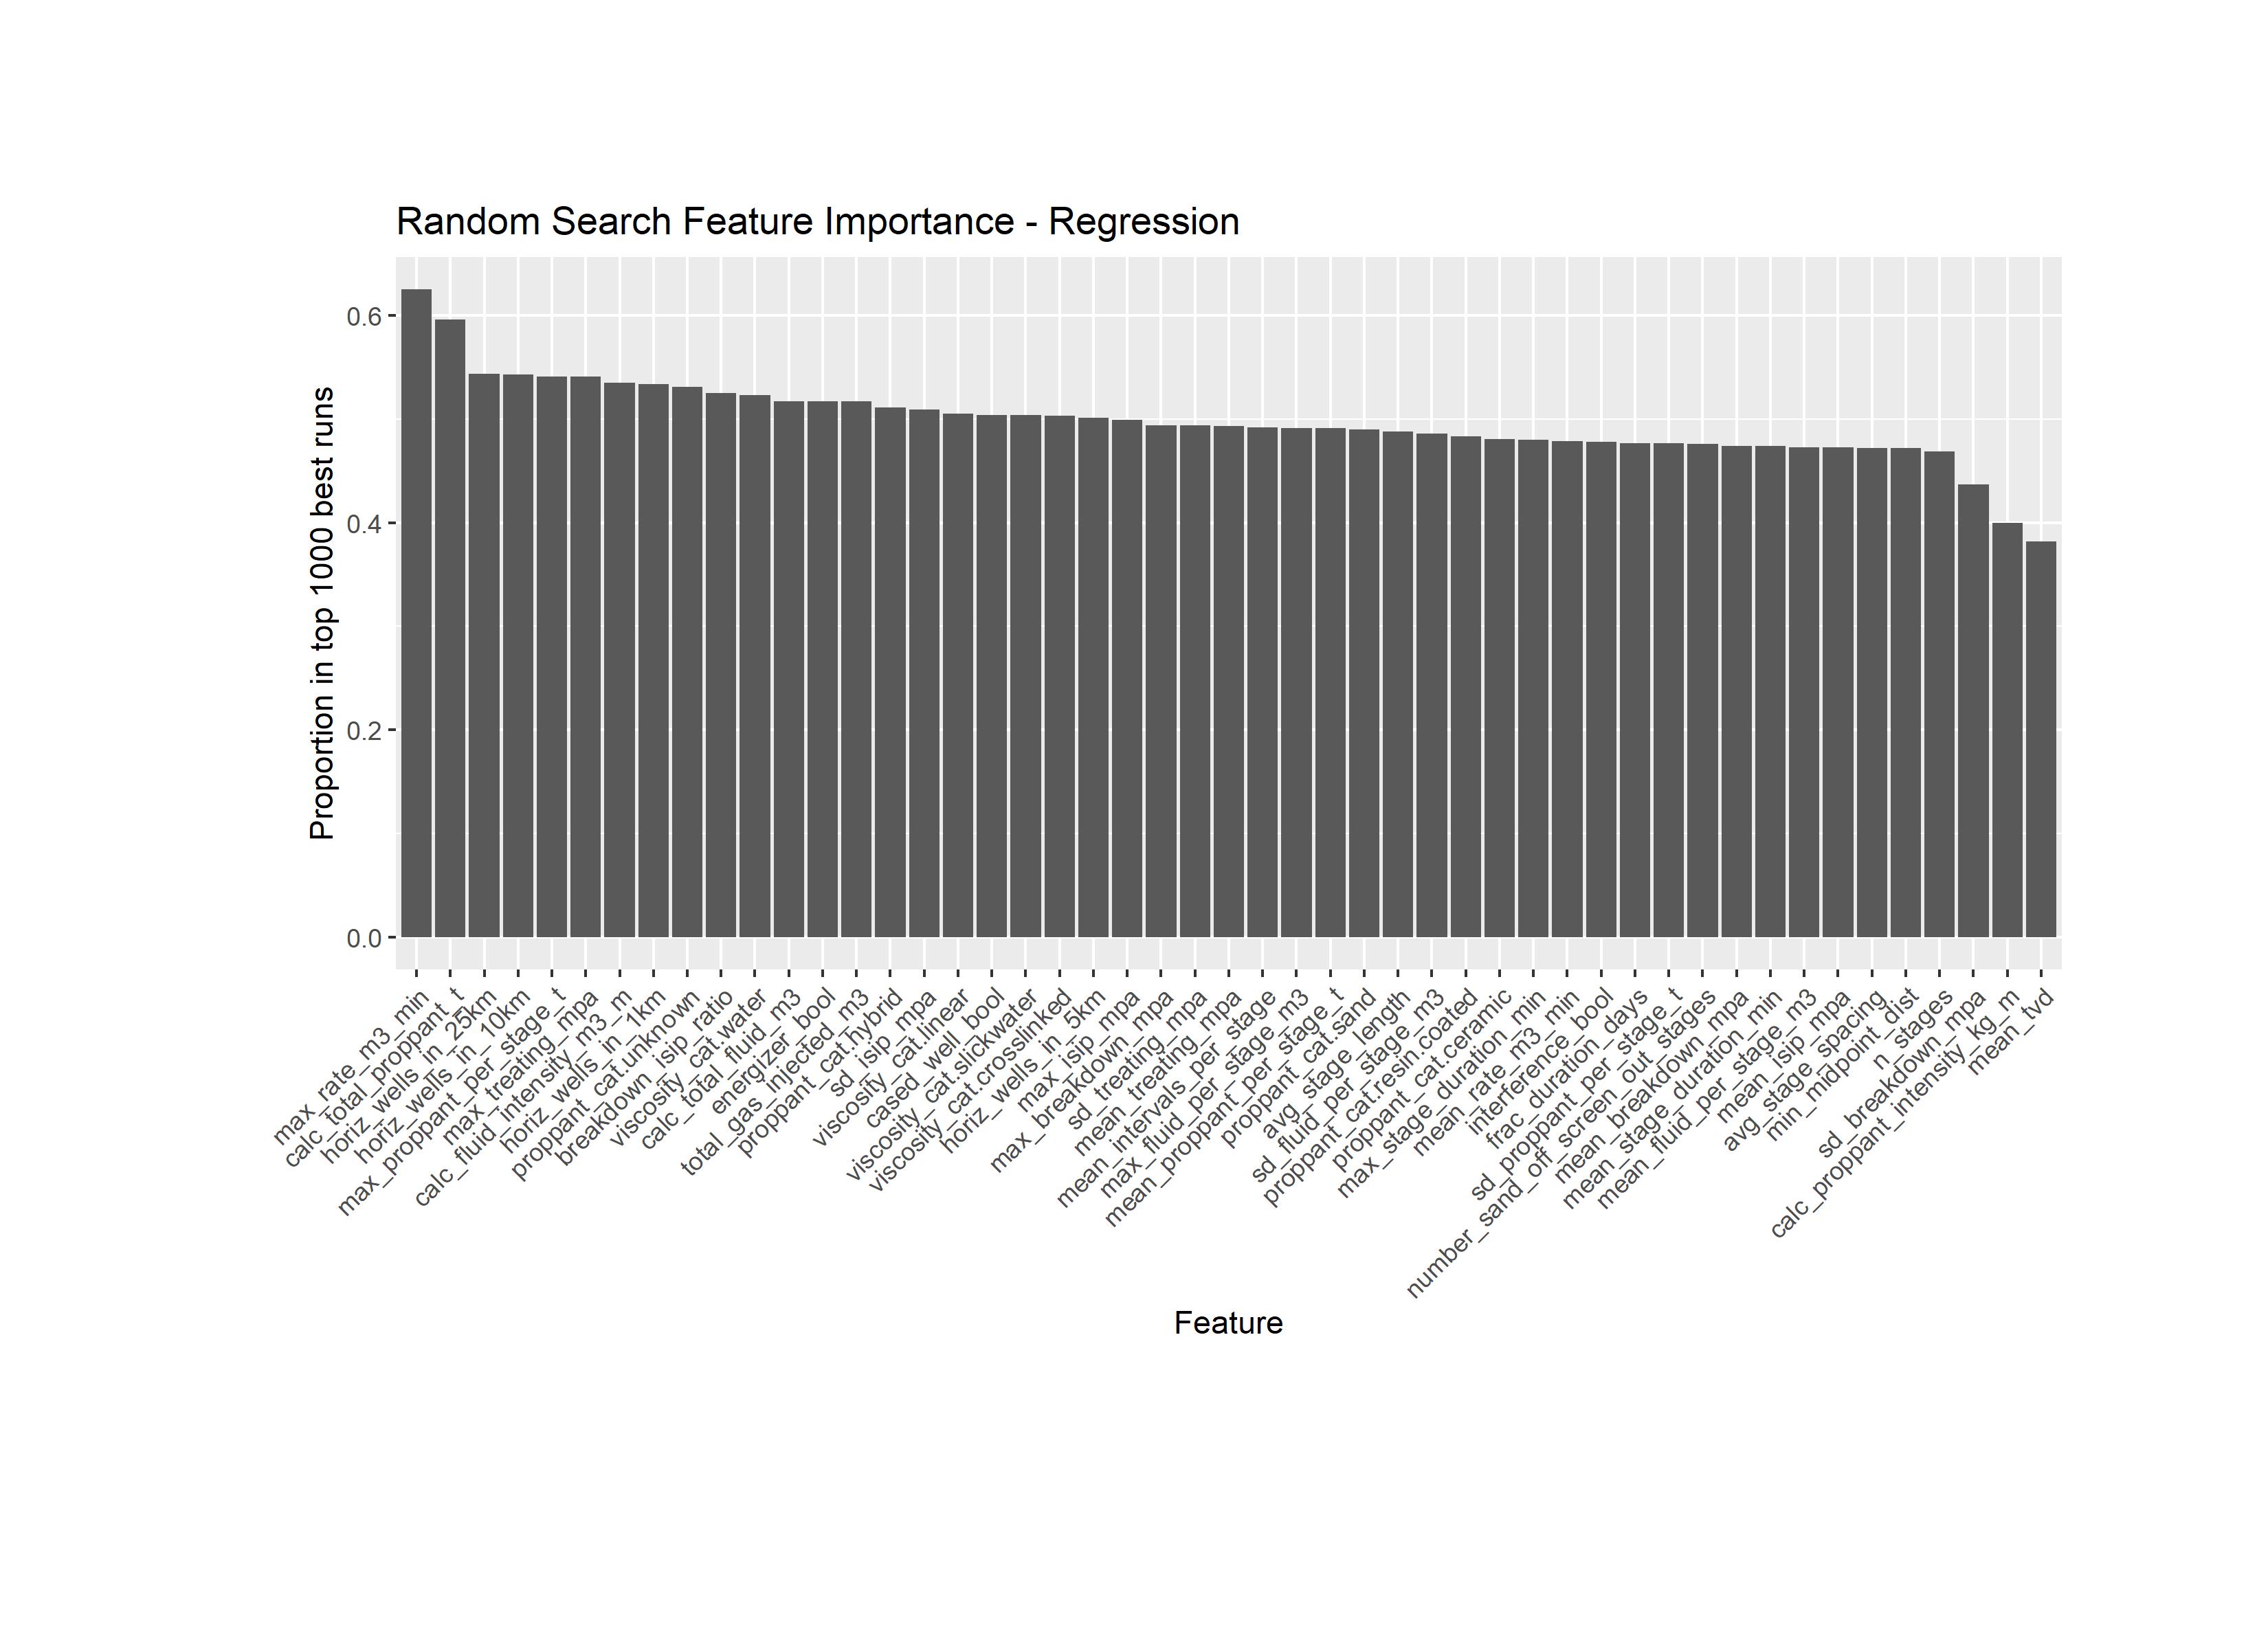 Random Search Feature Importance - Regression
Proportion in top 1000 best runs
0.6
0.4
0.2
0.0
max_rate_m3_min
calc_total_proppant_t
horiz_wells_in_25km
horiz_wells_in_10km
max_proppant_per_stage_t
max_treating_mpa
calc_fluid_intensity_m3_m
horiz_wells_in_1km
proppant_cat.unknown
breakdown_isip_ratio
viscosity_cat.water
calc_total_fluid_m3
energizer_bool
total_gas_injected_m3
proppant_cat.hybrid
sd_isip_mpa
viscosity_cat.linear
cased_well_bool
viscosity_cat.slickwater
viscosity_cat.crosslinked
horiz_wells_in_5km
max_isip_mpa
max_breakdown_mpa
sd_treating_mpa
mean_treating_mpa
mean_intervals_per_stage
max_fluid_per_stage_m3
mean_proppant_per_stage_t
proppant_cat.sand
avg_stage_length
sd_fluid_per_stage_m3
proppant_cat.resin.coated
proppant_cat.ceramic
max_stage_duration_min
mean_rate_m3_min
interference_bool
frac_duration_days
sd_proppant_per_stage_t
number_sand_off_screen_out_stages
mean_breakdown_mpa
mean_stage_duration_min
mean_fluid_per_stage_m3
mean_isip_mpa
avg_stage_spacing
min_midpoint_dist
n_stages
sd_breakdown_mpa
calc_proppant_intensity_kg_m
mean_tvd
Feature